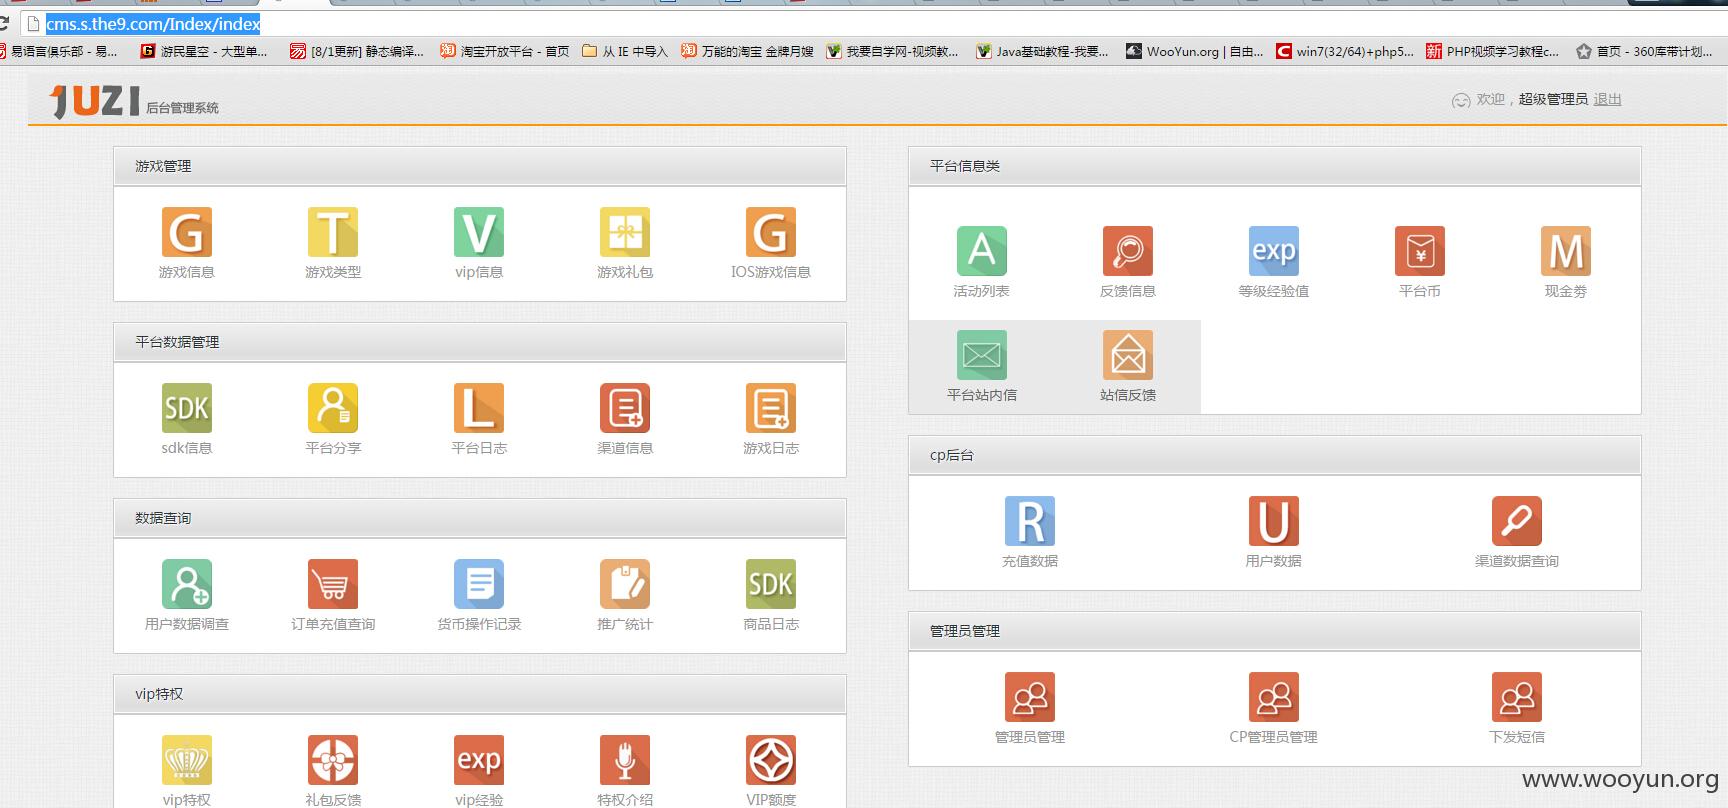 cms.s.the9.com/Index/index
易语言俱乐部 - 易... 游民星空 - 大型单... [8/1更新] 静态编译... 淘宝开放平台 - 首页 从 IE 中导入 万能的淘宝 金牌月嫂 我要自学网-视频教... Java基础教程-我要... WooYun.org | 自由... win7(32/64)+php5... PHP视频学习教程c... 首页 - 360库带计划...
JUZI 后台管理系统
欢迎，超级管理员 退出
游戏管理
G T V G
游戏信息 游戏类型 vip信息 游戏礼包 IOS游戏信息
平台数据管理
SDK L
sdk信息 平台分享 平台日志 渠道信息 游戏日志
数据查询
SDK
用户数据调查 订单充值查询 货币操作记录 推广统计 商品日志
vip特权
exp
vip特权 礼包反馈 vip经验 特权介绍 VIP额度
平台信息类
A exp ¥ M
活动列表 反馈信息 等级经验值 平台币 现金劵
平台站内信 站信反馈
cp后台
R U
充值数据 用户数据 渠道数据查询
管理员管理
管理员管理 CP管理员管理 下发短信
www.wooyun.org